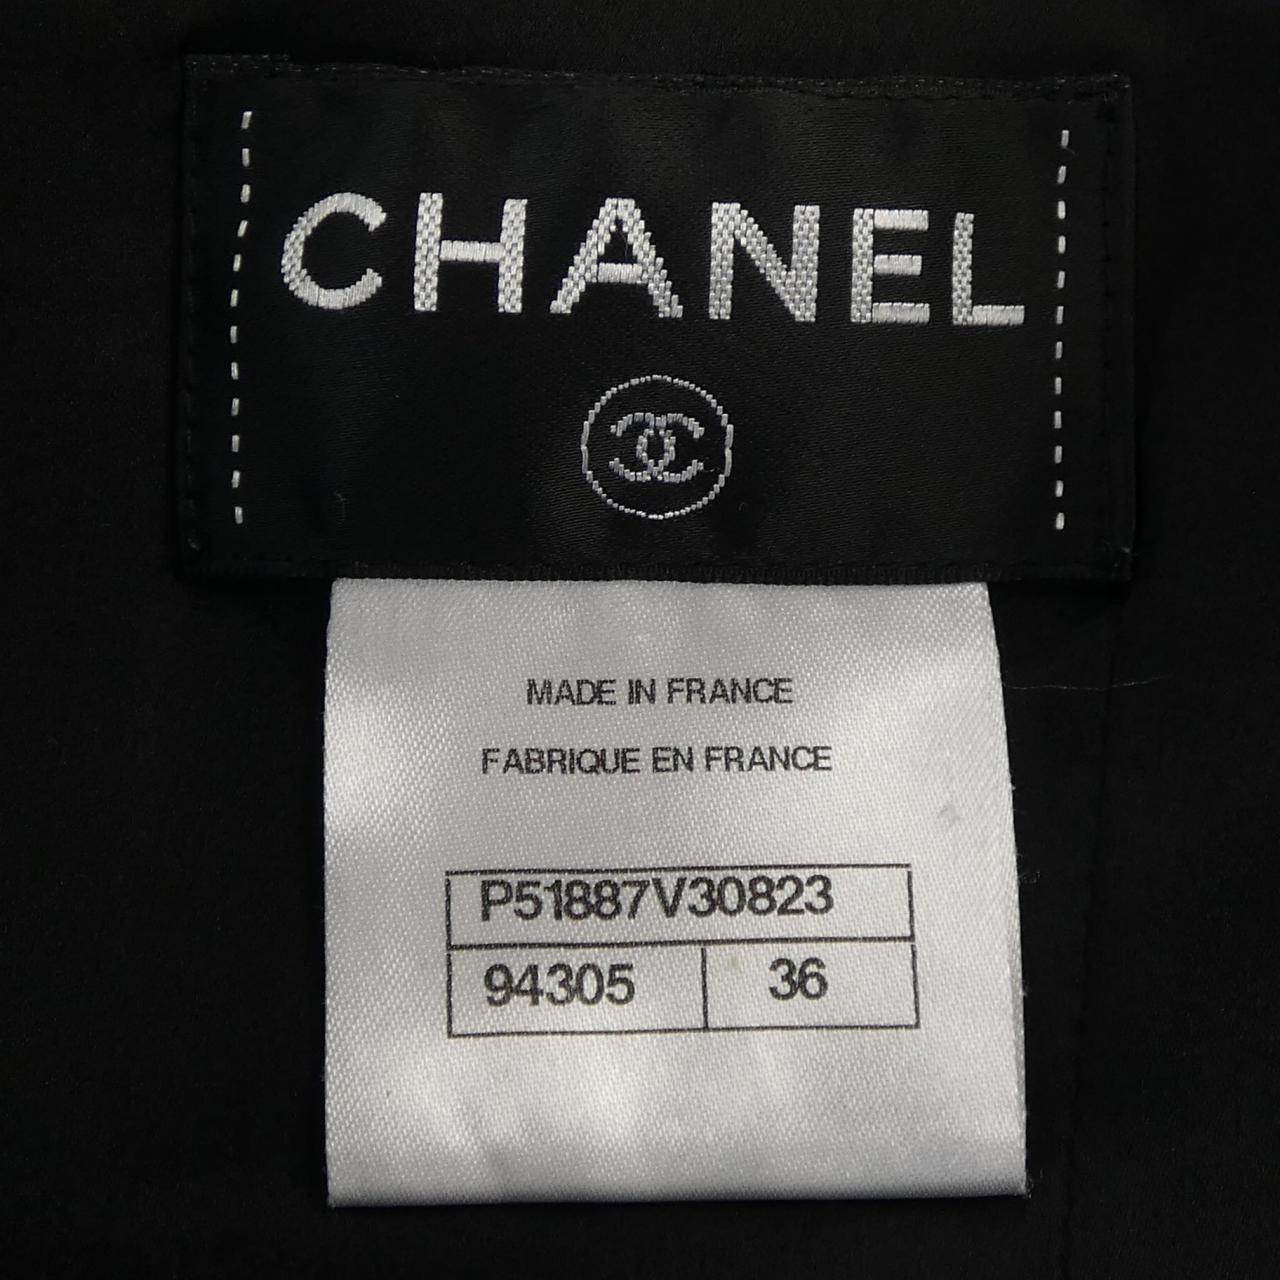 CHANEL
MADE IN FRANCE
FABRIQUE EN FRANCE
P51887V30823
94305 36